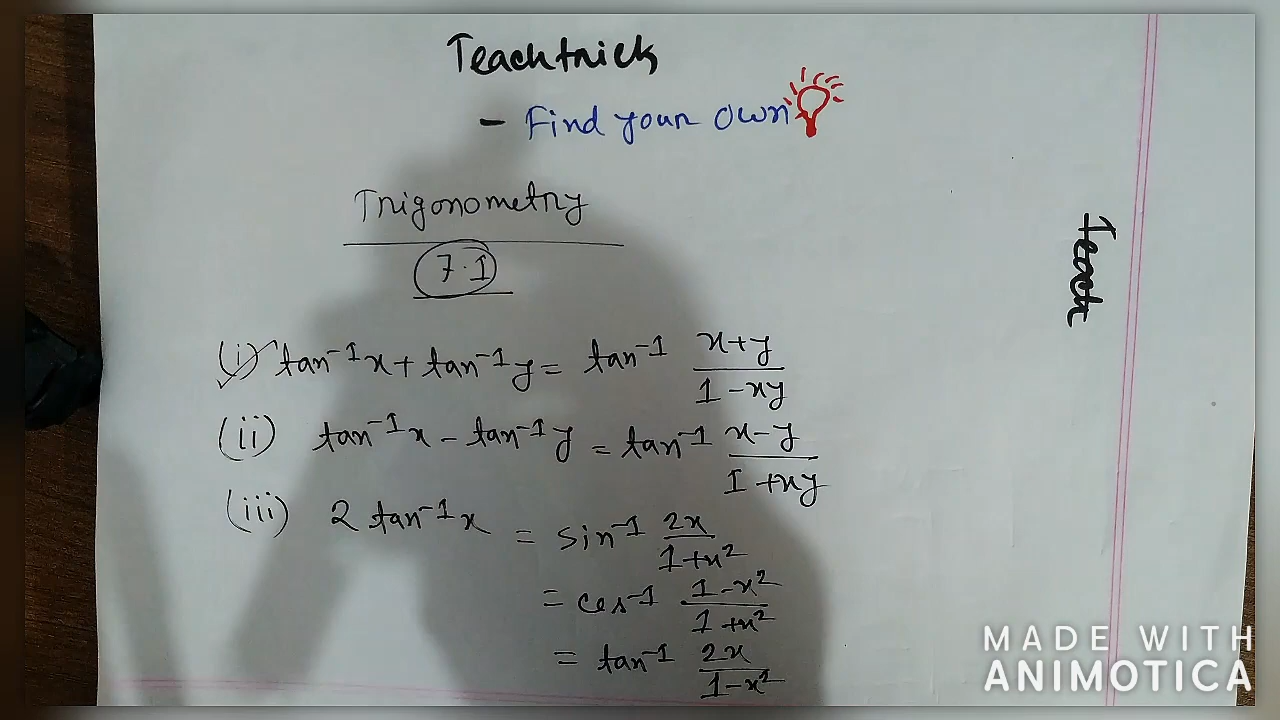 Teachtrick
- Find your own
Trigonometry
7.1
(i) tan⁻¹x + tan⁻¹y = tan⁻¹ (x+y)/(1-xy)
(ii) tan⁻¹x - tan⁻¹y = tan⁻¹ (x-y)/(1+xy)
(iii) 2 tan⁻¹x = sin⁻¹ 2x/(1+x²)
= cos⁻¹ (1-x²)/(1+x²)
= tan⁻¹ 2x/(1-x²)
Teach
MADE WITH
ANIMOTICA